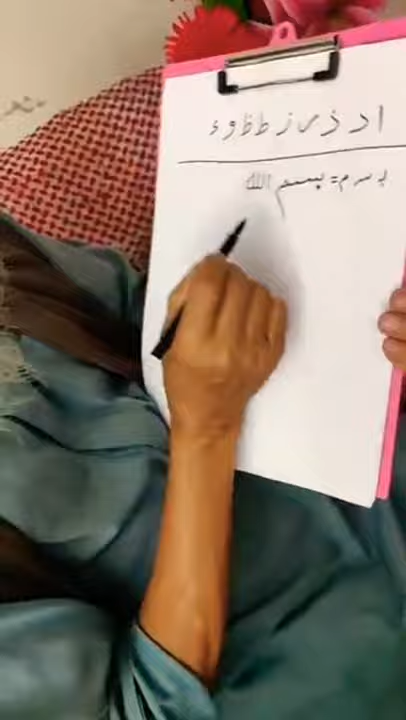 ا د ذ ر ز ط ظ و ء
ب س م = بسم الله